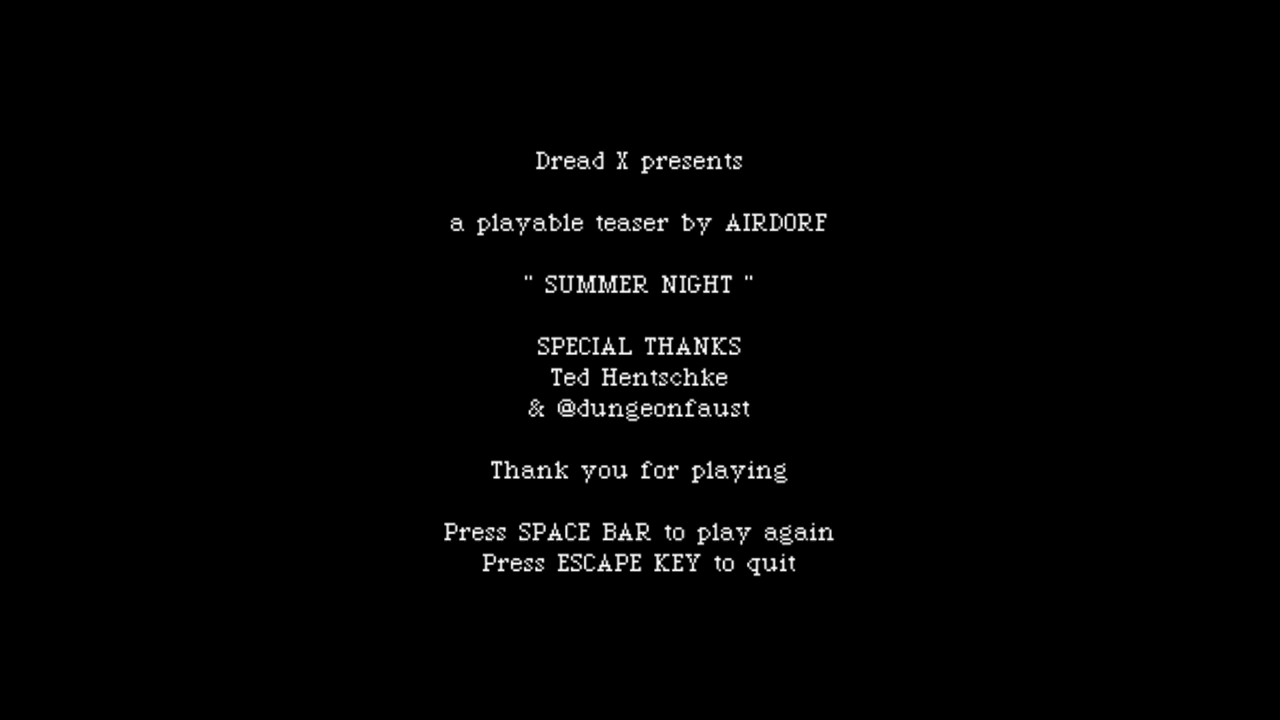 Dread X presents
a playable teaser by AIRDORF
" SUMMER NIGHT "
SPECIAL THANKS
Ted Hentschke
& @dungeonfaust
Thank you for playing
Press SPACE BAR to play again
Press ESCAPE KEY to quit